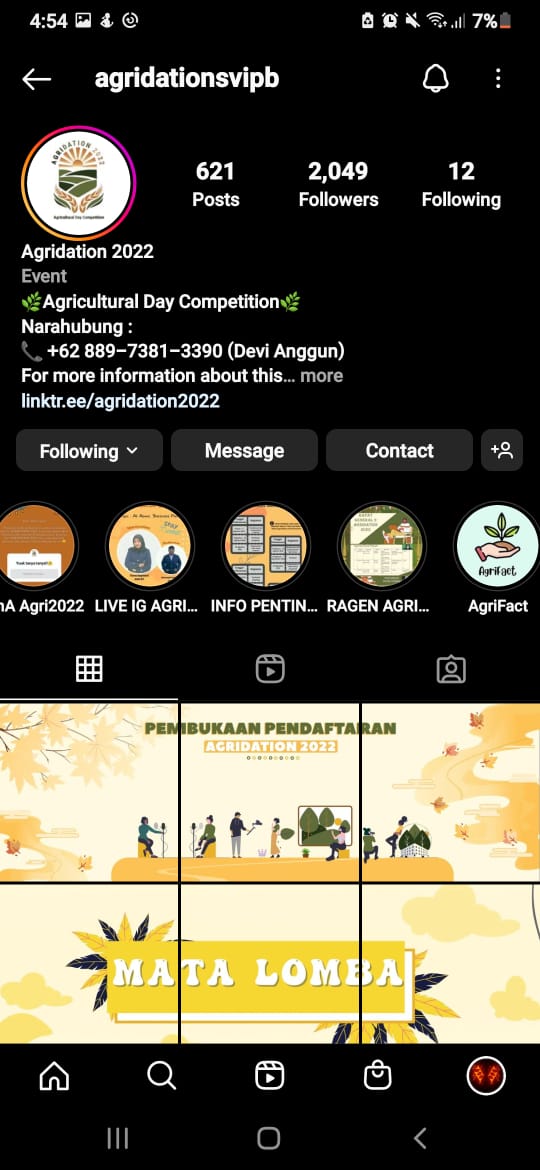 4:54
7%
agridationsvipb
AGRIDATION 2022
Agricultural Day Competition
621
2,049
12
Posts
Followers
Following
Agridation 2022
Event
🌿Agricultural Day Competition🌿
Narahubung :
📞 +62 889–7381–3390 (Devi Anggun)
For more information about this... more
linktr.ee/agridation2022
Following
Message
Contact
RAPAT
AgriFact
nA Agri2022
LIVE IG AGRI...
INFO PENTIN...
RAGEN AGRI...
AgriFact
PEMBUKAAN PENDAFTARAN
AGRIDATION 2022
MATA LOMBA